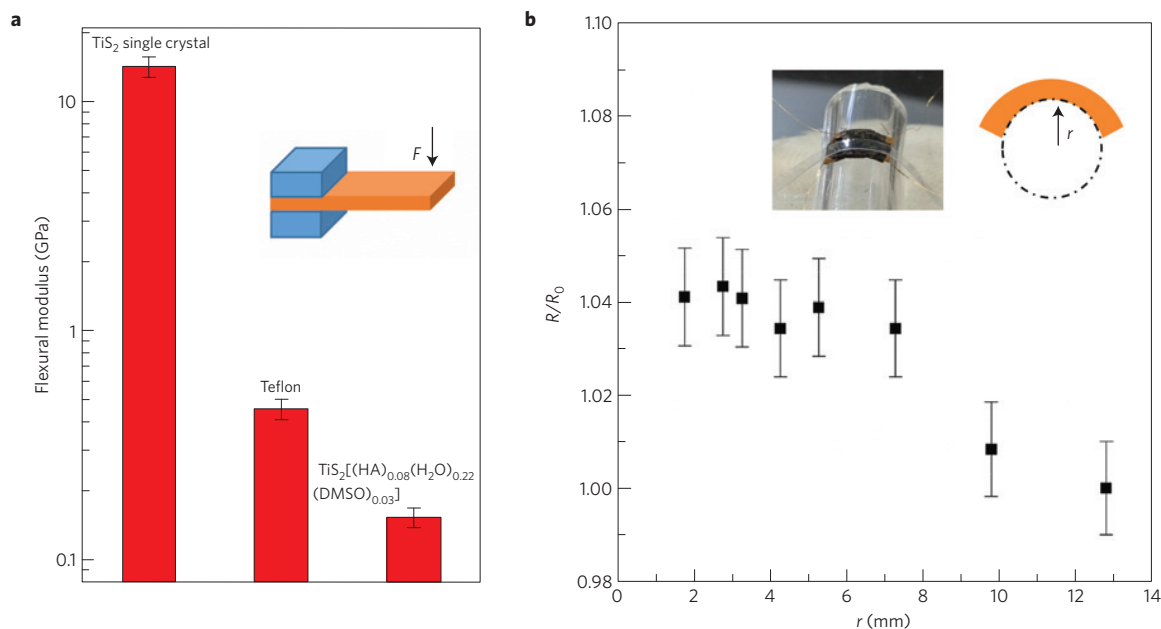 a
TiS₂ single crystal
10
1
0.1
Flexural modulus (GPa)
F
Teflon
TiS₂[(HA)₀.₀₈(H₂O)₀.₂₂
(DMSO)₀.₀₃]
b
1.10
1.08
1.06
1.04
1.02
1.00
0.98
R/R₀
r
0
2
4
6
8
10
12
14
r (mm)